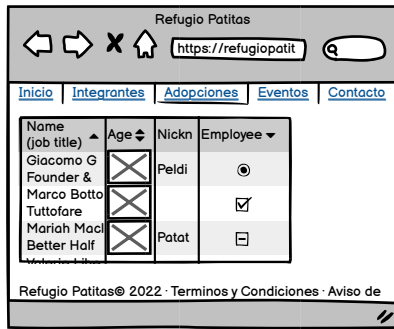 Refugio Patitas
https://refugiopatit
Inicio Integrantes Adopciones Eventos Contacto
Name
(job title) Age Nickn Employee
Giacomo G
Founder & Peldi
Marco Botto
Tuttofare
Mariah Macl
Better Half Patat
Refugio Patitas© 2022 · Terminos y Condiciones · Aviso de